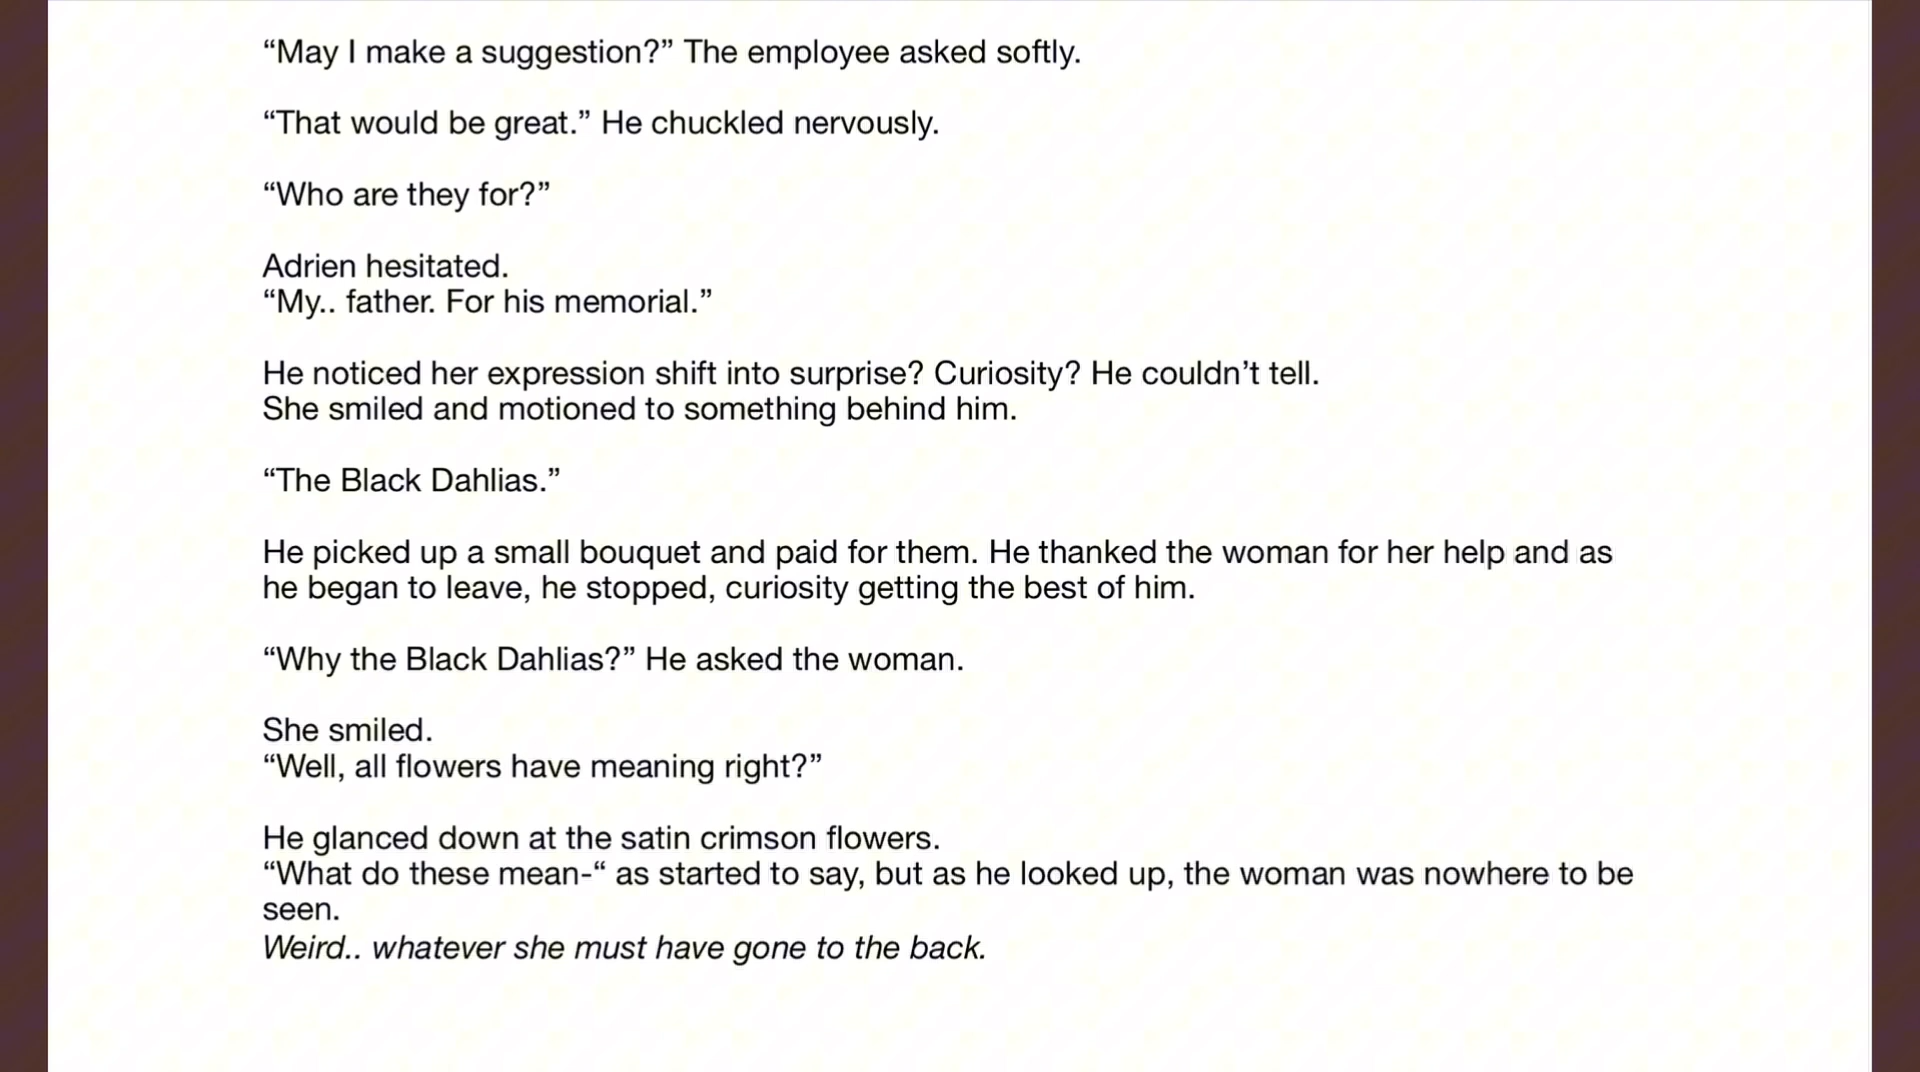 “May I make a suggestion?” The employee asked softly.
“That would be great.” He chuckled nervously.
“Who are they for?”
Adrien hesitated.
“My.. father. For his memorial.”
He noticed her expression shift into surprise? Curiosity? He couldn’t tell.
She smiled and motioned to something behind him.
“The Black Dahlias.”
He picked up a small bouquet and paid for them. He thanked the woman for her help and as
he began to leave, he stopped, curiosity getting the best of him.
“Why the Black Dahlias?” He asked the woman.
She smiled.
“Well, all flowers have meaning right?”
He glanced down at the satin crimson flowers.
“What do these mean-“ as started to say, but as he looked up, the woman was nowhere to be
seen.
Weird.. whatever she must have gone to the back.